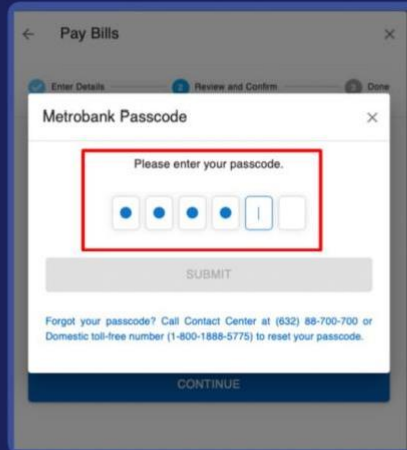 Pay Bills
Enter Details 2 Review and Confirm 3 Done
Metrobank Passcode
Please enter your passcode.
SUBMIT
Forgot your passcode? Call Contact Center at (632) 88-700-700 or
Domestic toll-free number (1-800-1888-5775) to reset your passcode.
CONTINUE